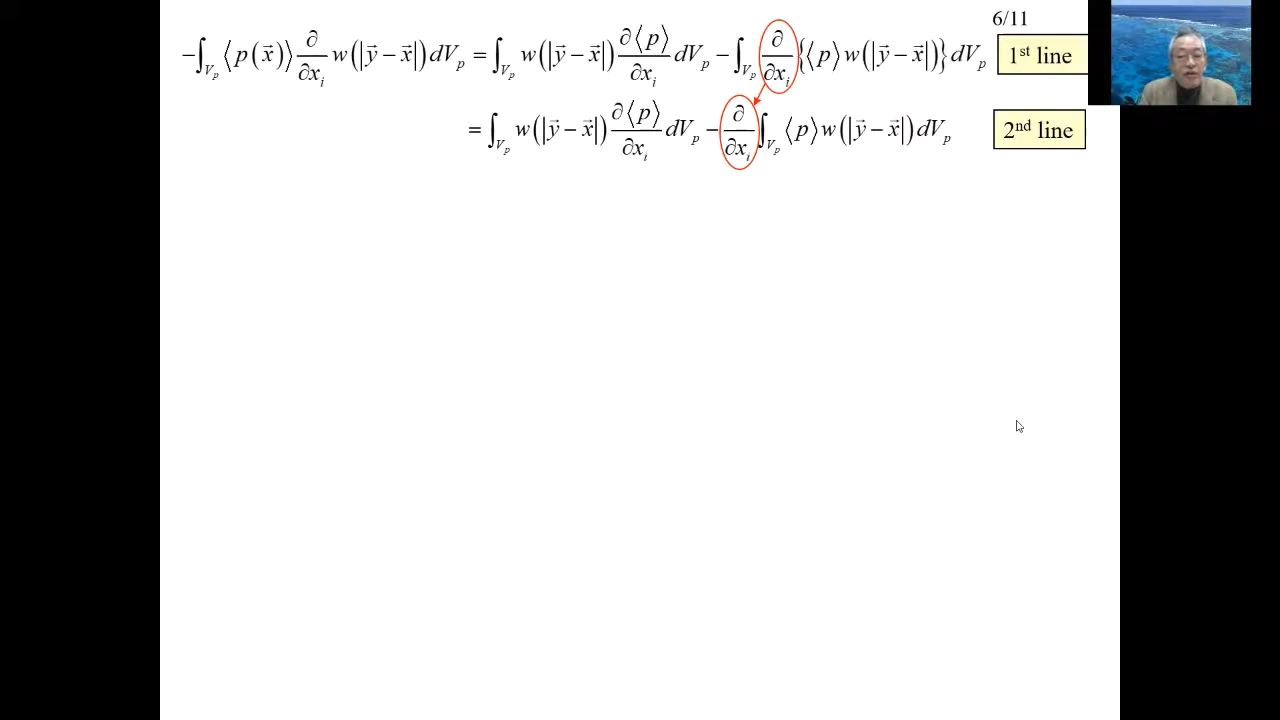 6/11
−∫_{V_p} ⟨p(x⃗)⟩ ∂/∂x_i w(|y⃗ − x⃗|) dV_p = ∫_{V_p} w(|y⃗ − x⃗|) ∂⟨p⟩/∂x_i dV_p − ∫_{V_p} ∂/∂x_i {⟨p⟩ w(|y⃗ − x⃗|)} dV_p 1st line
= ∫_{V_p} w(|y⃗ − x⃗|) ∂⟨p⟩/∂x_i dV_p − ∂/∂x_i ∫_{V_p} ⟨p⟩ w(|y⃗ − x⃗|) dV_p 2nd line